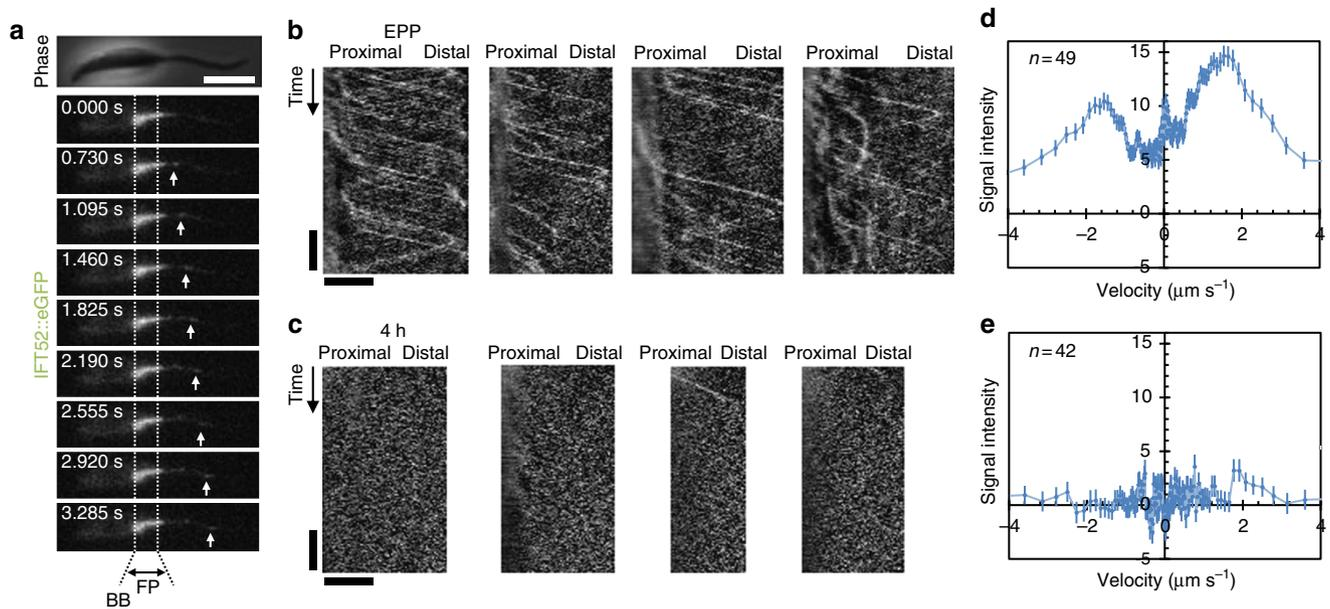 a
Phase
IFT52::eGFP
0.000 s
0.730 s
1.095 s
1.460 s
1.825 s
2.190 s
2.555 s
2.920 s
3.285 s
FP
BB
b
EPP
Proximal Distal Proximal Distal Proximal Distal Proximal Distal
Time
c
4 h
Proximal Distal Proximal Distal Proximal Distal Proximal Distal
Time
d
n=49
Signal intensity
15
10
5
0
5
–4 –2 0 2 4
Velocity (μm s⁻¹)
e
n=42
Signal intensity
15
10
5
0
5
–4 –2 0 2 4
Velocity (μm s⁻¹)